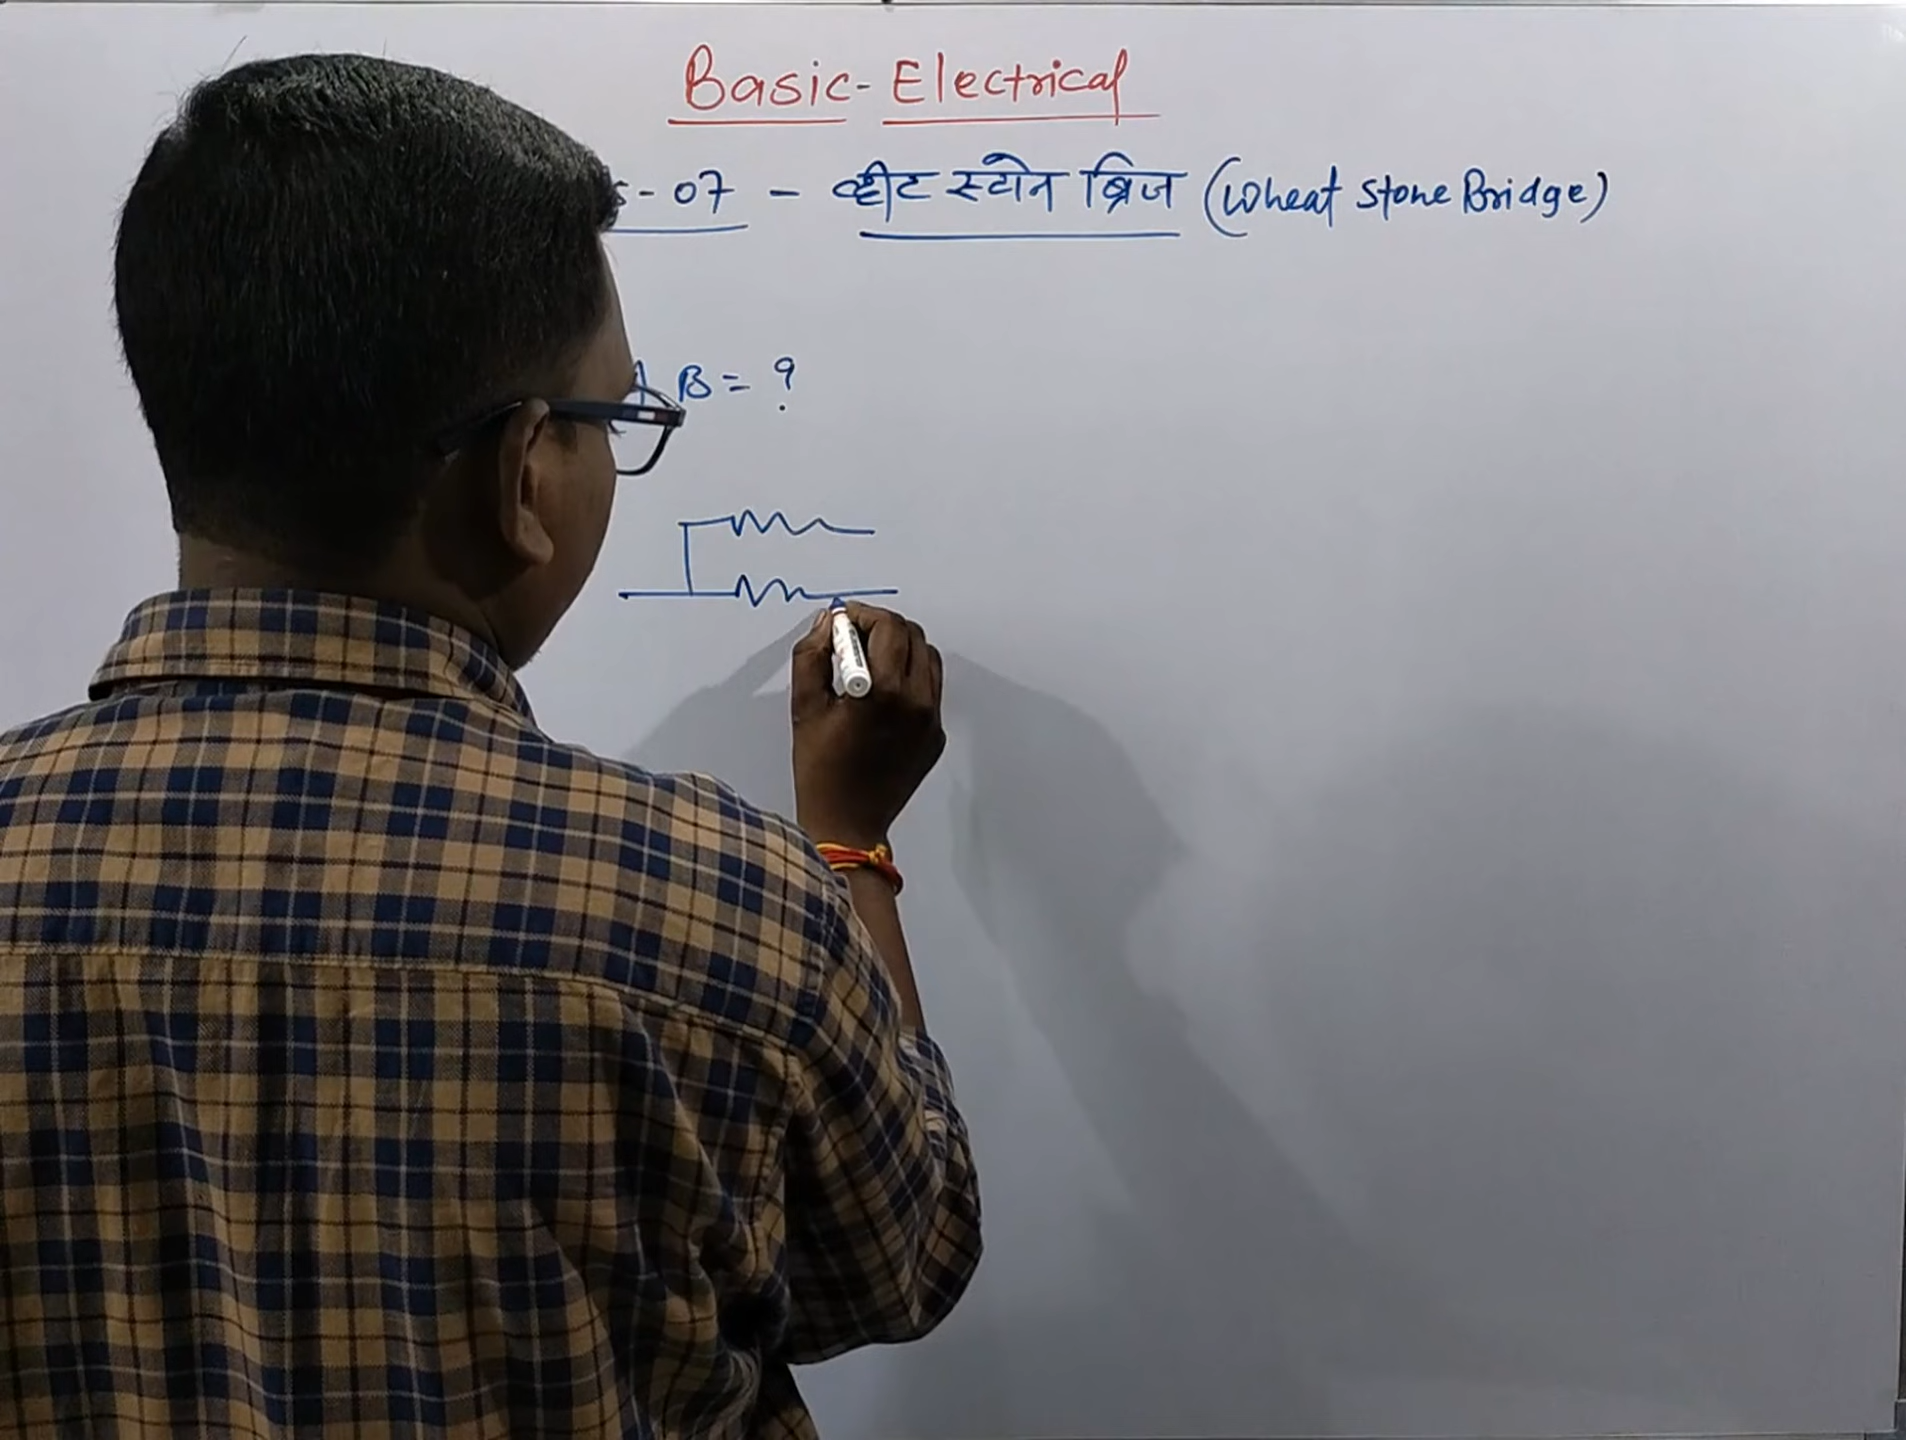 Basic-Electrical
s-07 - व्हीट स्टोन ब्रिज (Wheat Stone Bridge)
A B = ?